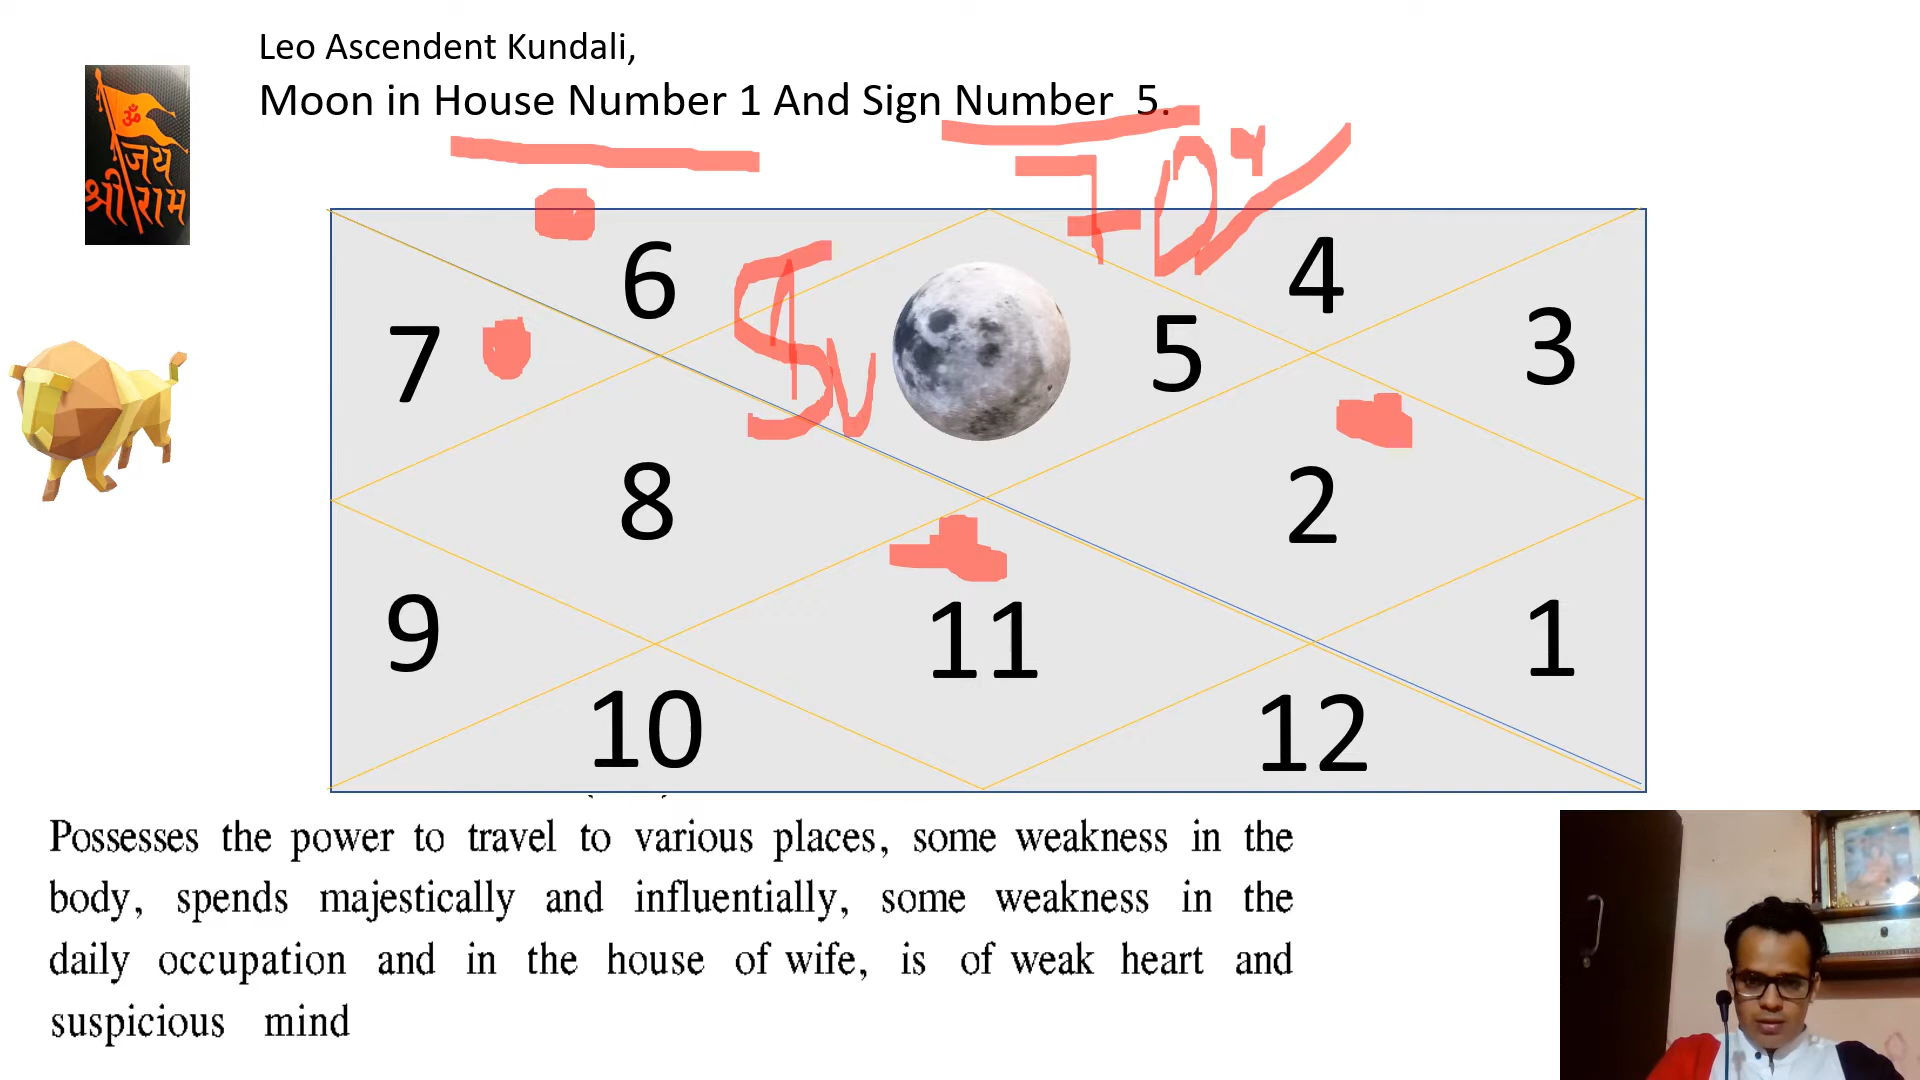 Leo Ascendent Kundali,
Moon in House Number 1 And Sign Number 5.
ॐ
जय
श्री राम
70%
6
4
7
Su
5
3
8
2
9
11
1
10
12
Possesses the power to travel to various places, some weakness in the
body, spends majestically and influentially, some weakness in the
daily occupation and in the house of wife, is of weak heart and
suspicious mind